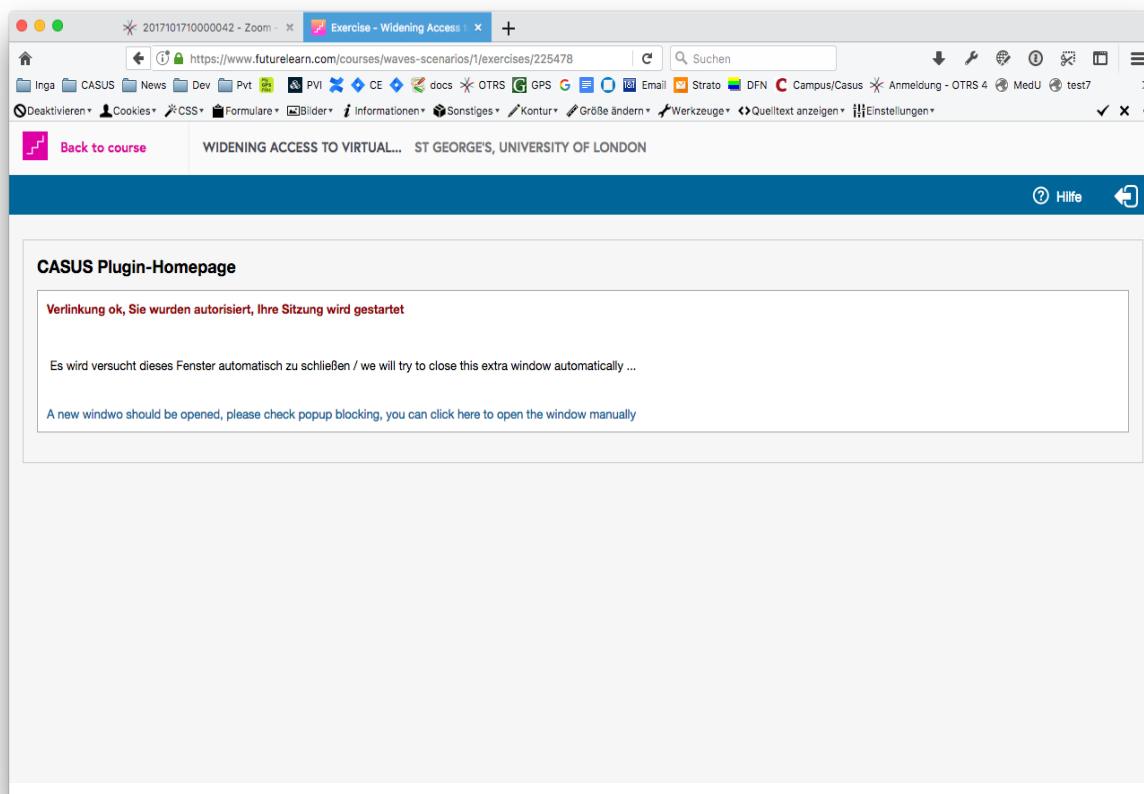 2017101710000042 - Zoom - × Exercise - Widening Access t ×
https://www.futurelearn.com/courses/waves-scenarios/1/exercises/225478 Suchen
Inga CASUS News Dev Pvt PVI CE docs OTRS GPS Email Strato DFN Campus/Casus Anmeldung - OTRS 4 MedU test7
Deaktivieren Cookies CSS Formulare Bilder Informationen Sonstiges Kontur Größe ändern Werkzeuge Quelltext anzeigen Einstellungen
Back to course WIDENING ACCESS TO VIRTUAL... ST GEORGE'S, UNIVERSITY OF LONDON
Hilfe
CASUS Plugin-Homepage
Verlinkung ok, Sie wurden autorisiert, Ihre Sitzung wird gestartet
Es wird versucht dieses Fenster automatisch zu schließen / we will try to close this extra window automatically ...
A new windwo should be opened, please check popup blocking, you can click here to open the window manually